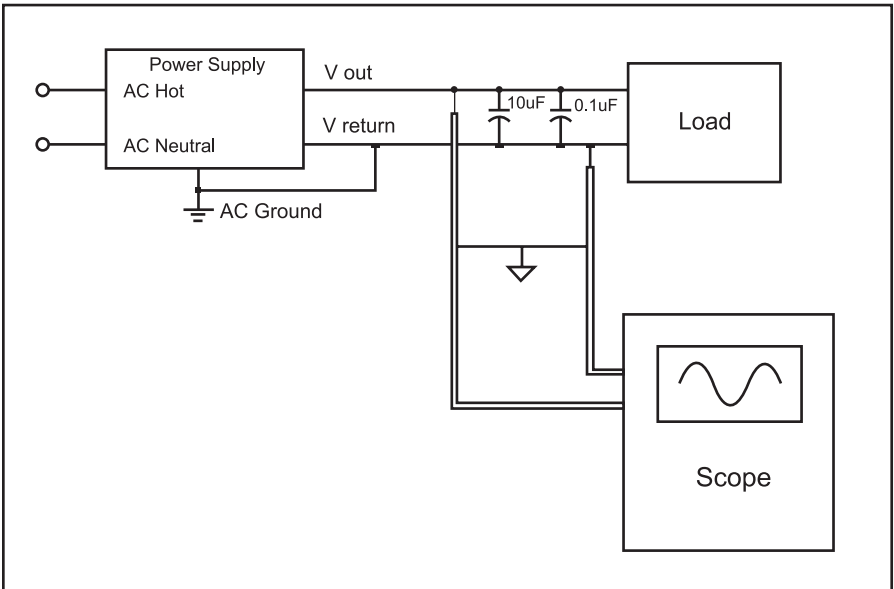 Power Supply
AC Hot
AC Neutral
V out
V return
AC Ground
10uF
0.1uF
Load
Scope